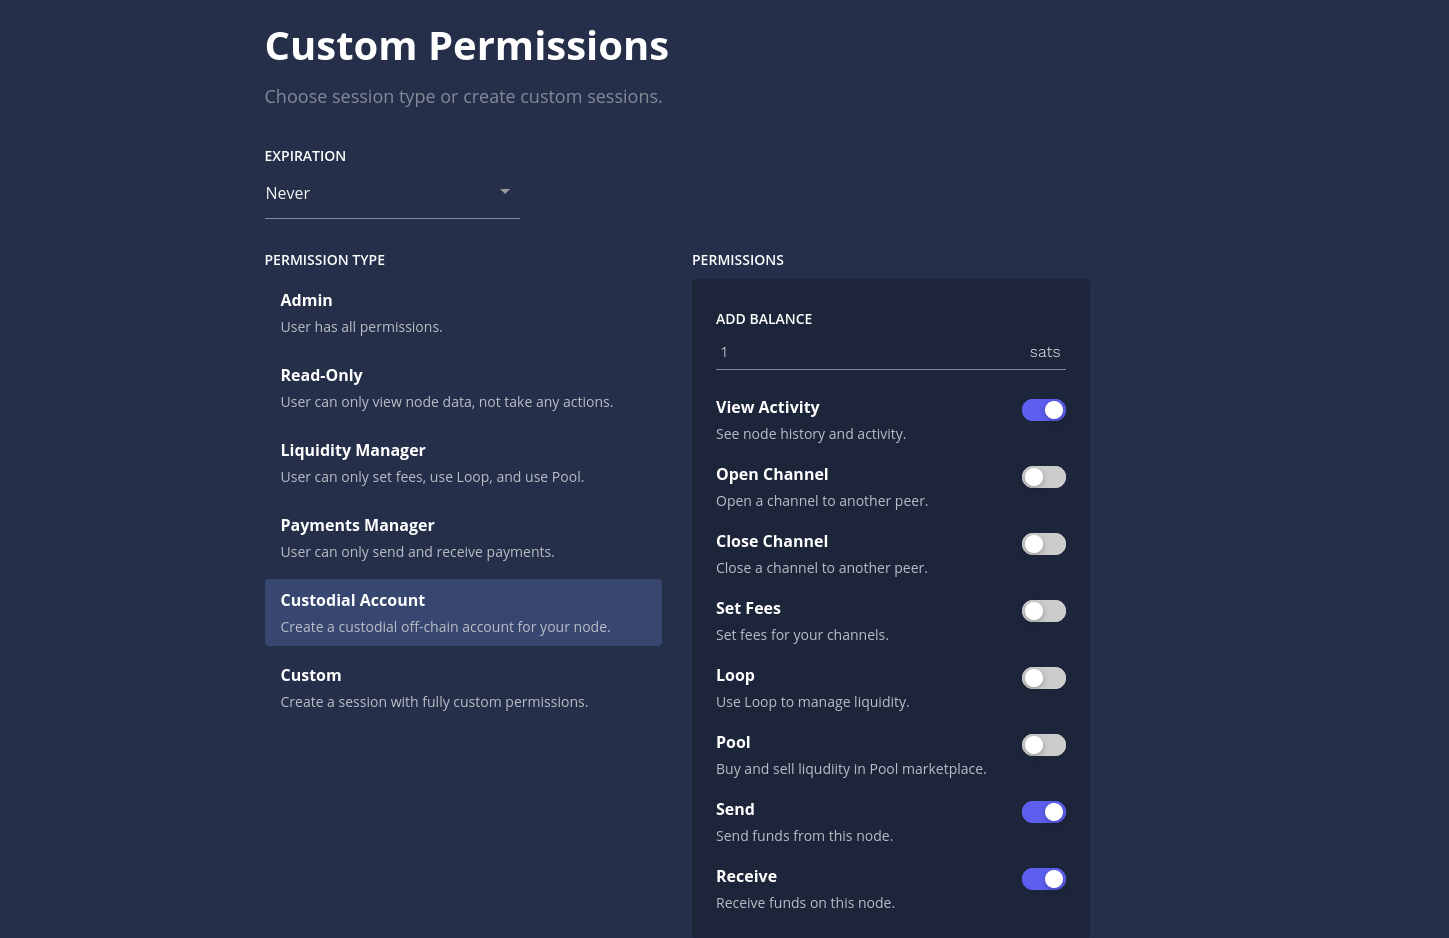 Custom Permissions
Choose session type or create custom sessions.
EXPIRATION
Never
PERMISSION TYPE
Admin
User has all permissions.
Read-Only
User can only view node data, not take any actions.
Liquidity Manager
User can only set fees, use Loop, and use Pool.
Payments Manager
User can only send and receive payments.
Custodial Account
Create a custodial off-chain account for your node.
Custom
Create a session with fully custom permissions.
PERMISSIONS
ADD BALANCE
1 sats
View Activity
See node history and activity.
Open Channel
Open a channel to another peer.
Close Channel
Close a channel to another peer.
Set Fees
Set fees for your channels.
Loop
Use Loop to manage liquidity.
Pool
Buy and sell liqudiity in Pool marketplace.
Send
Send funds from this node.
Receive
Receive funds on this node.